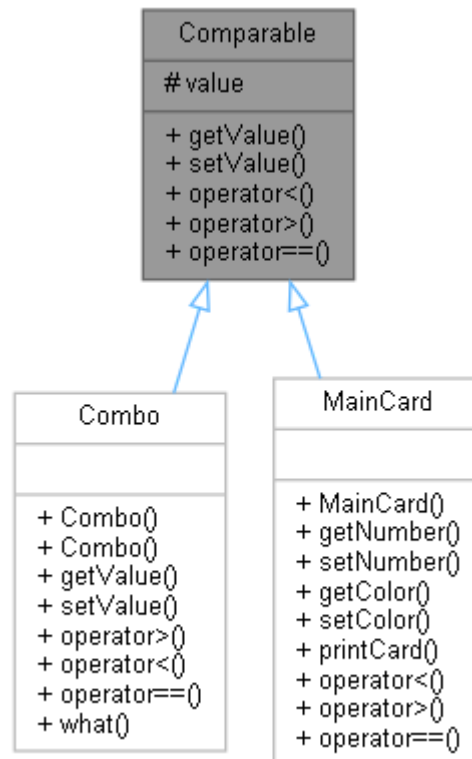 Comparable
# value
+ getValue()
+ setValue()
+ operator<()
+ operator>()
+ operator==()
Combo
+ Combo()
+ Combo()
+ getValue()
+ setValue()
+ operator>()
+ operator<()
+ operator==()
+ what()
MainCard
+ MainCard()
+ getNumber()
+ setNumber()
+ getColor()
+ setColor()
+ printCard()
+ operator<()
+ operator>()
+ operator==()